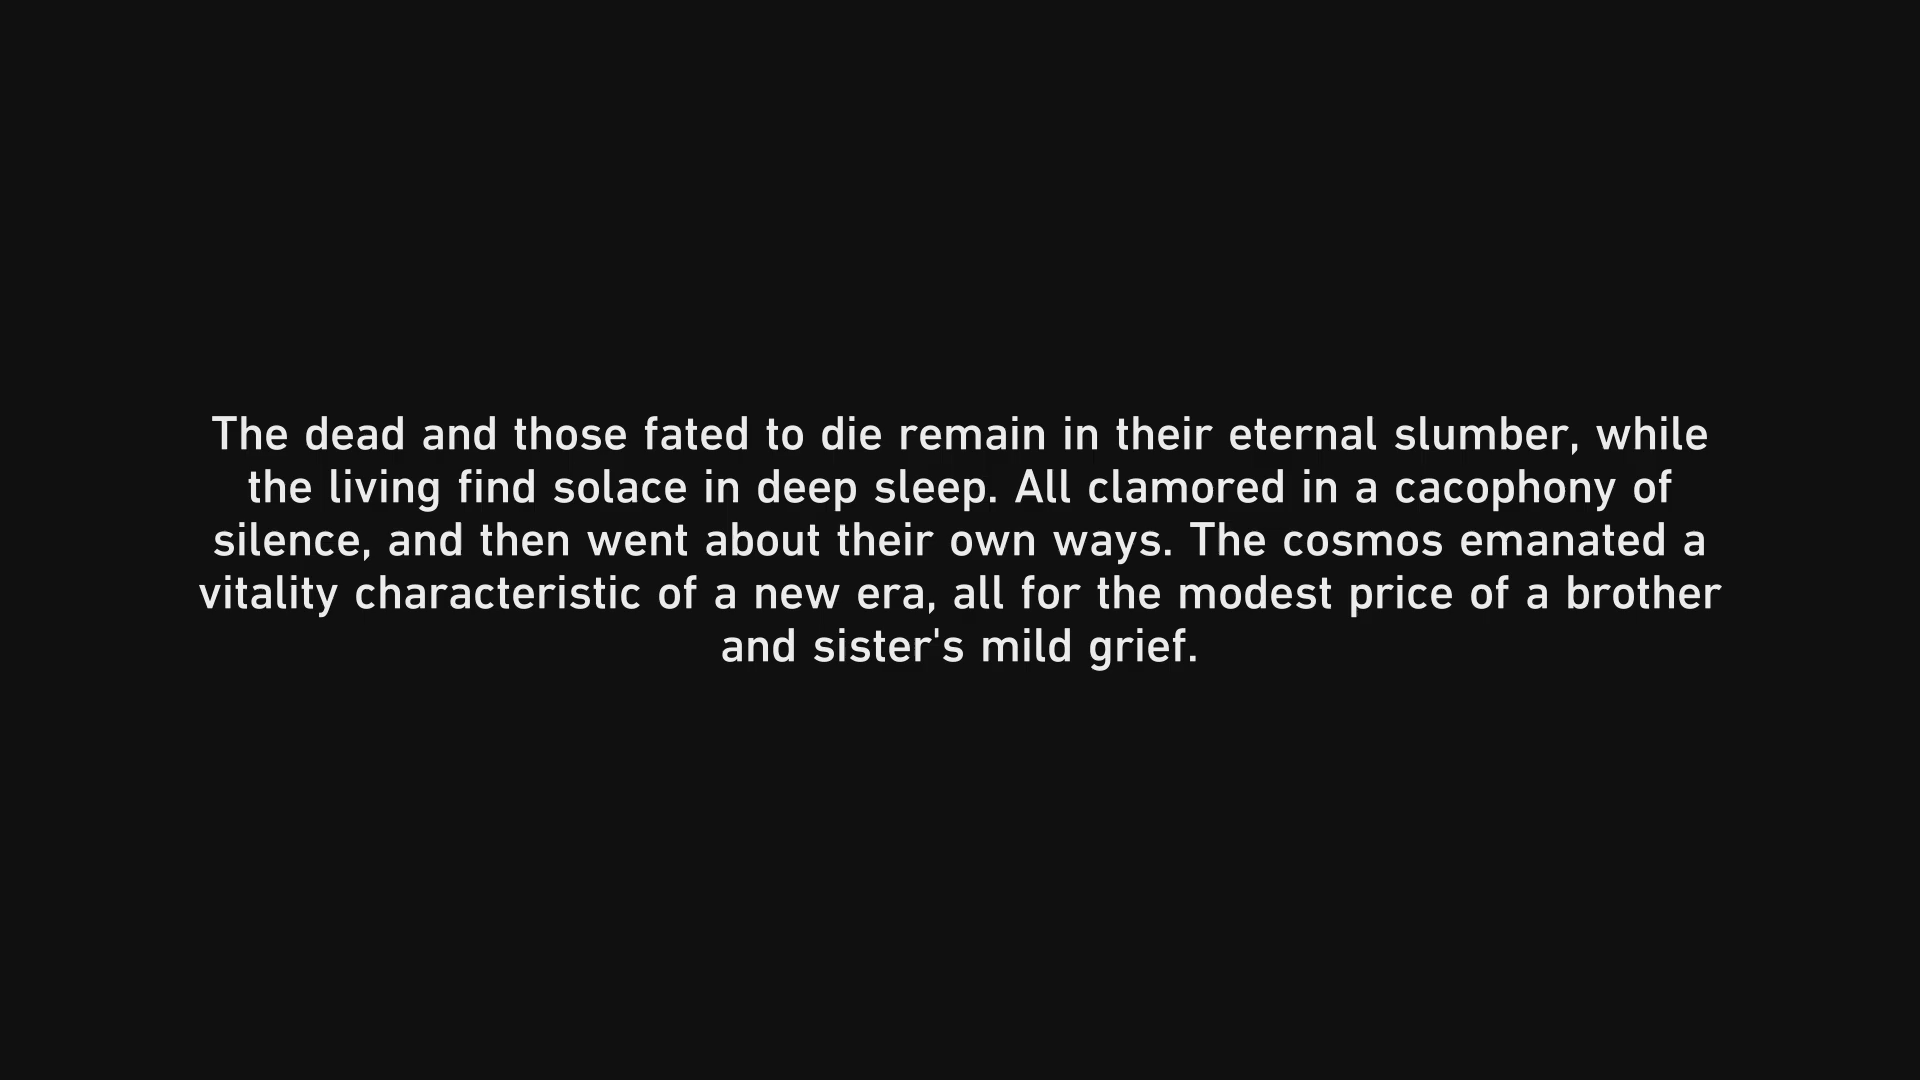 The dead and those fated to die remain in their eternal slumber, while
the living find solace in deep sleep. All clamored in a cacophony of
silence, and then went about their own ways. The cosmos emanated a
vitality characteristic of a new era, all for the modest price of a brother
and sister's mild grief.